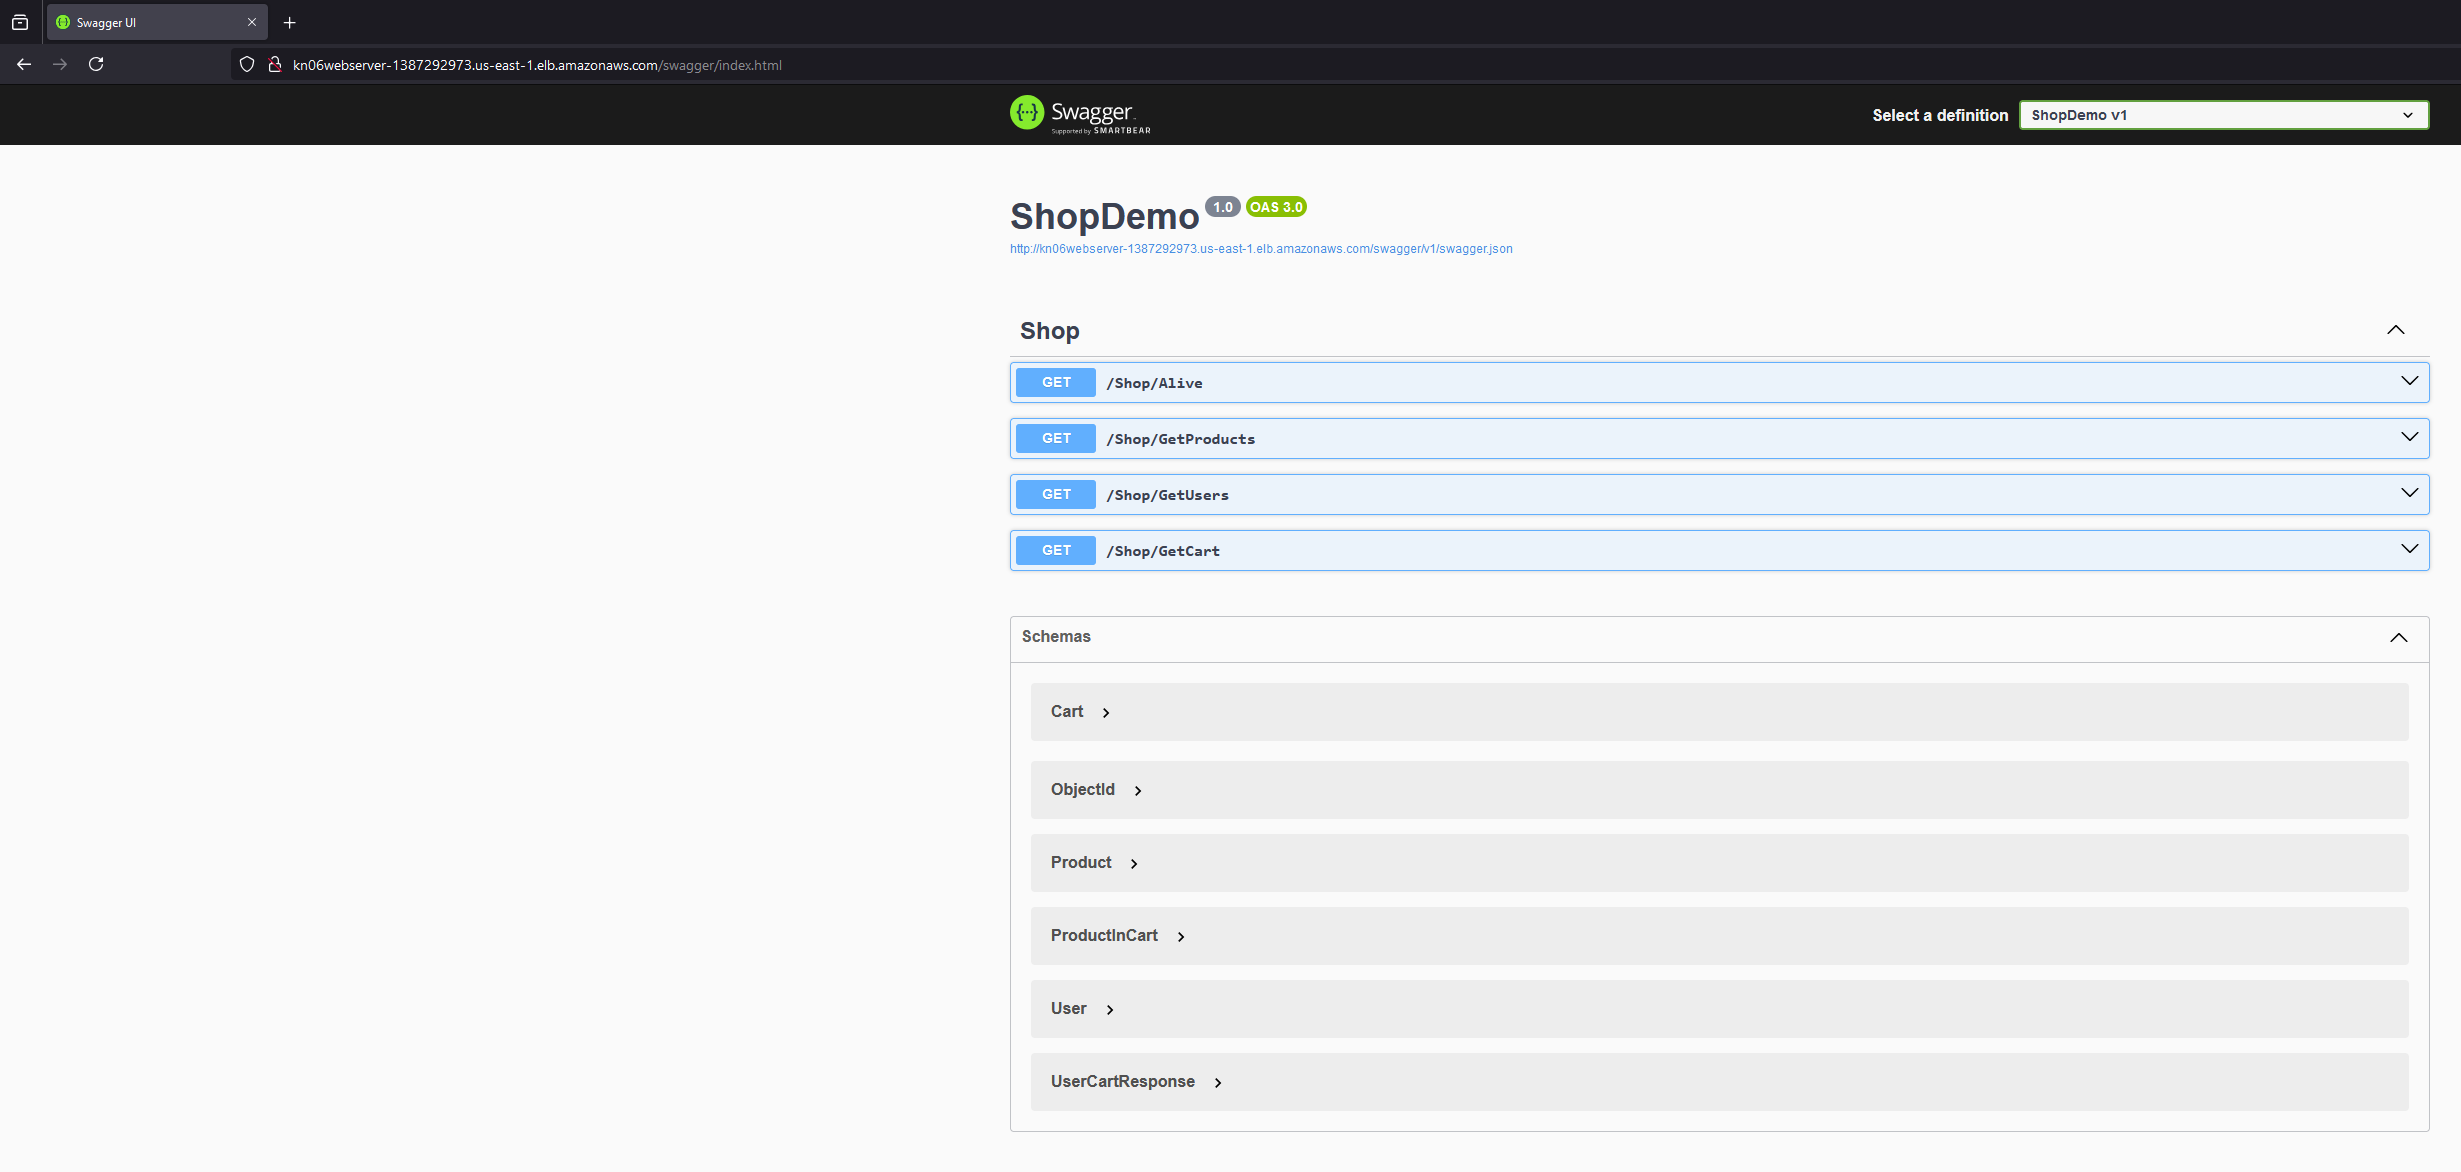 Swagger UI
kn06webserver-1387292973.us-east-1.elb.amazonaws.com/swagger/index.html
Swagger
Supported by SMARTBEAR
Select a definition
ShopDemo v1
ShopDemo 1.0 OAS 3.0
http://kn06webserver-1387292973.us-east-1.elb.amazonaws.com/swagger/v1/swagger.json
Shop
GET /Shop/Alive
GET /Shop/GetProducts
GET /Shop/GetUsers
GET /Shop/GetCart
Schemas
Cart
ObjectId
Product
ProductInCart
User
UserCartResponse